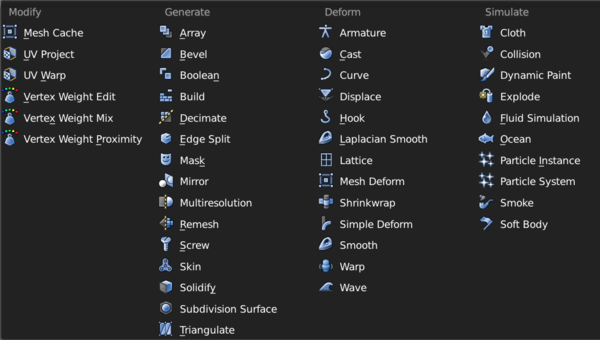 Modify
Mesh Cache
UV Project
UV Warp
Vertex Weight Edit
Vertex Weight Mix
Vertex Weight Proximity
Generate
Array
Bevel
Boolean
Build
Decimate
Edge Split
Mask
Mirror
Multiresolution
Remesh
Screw
Skin
Solidify
Subdivision Surface
Triangulate
Deform
Armature
Cast
Curve
Displace
Hook
Laplacian Smooth
Lattice
Mesh Deform
Shrinkwrap
Simple Deform
Smooth
Warp
Wave
Simulate
Cloth
Collision
Dynamic Paint
Explode
Fluid Simulation
Ocean
Particle Instance
Particle System
Smoke
Soft Body